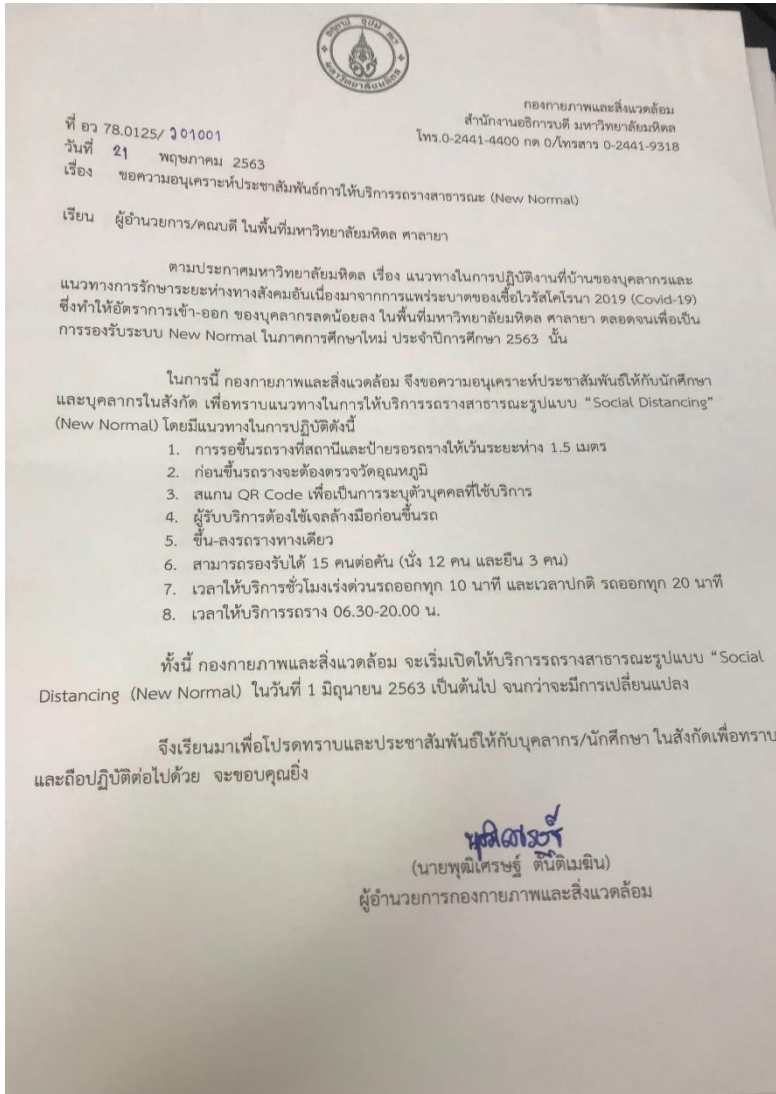 มหาวิทยาลัยมหิดล
กองกายภาพและสิ่งแวดล้อม
สำนักงานอธิการบดี มหาวิทยาลัยมหิดล
โทร.0-2441-4400 กด 0/โทรสาร 0-2441-9318
ที่ อว 78.0125/ ว01001
วันที่ 21 พฤษภาคม 2563
เรื่อง ขอความอนุเคราะห์ประชาสัมพันธ์การให้บริการรถรางสาธารณะ (New Normal)
เรียน ผู้อำนวยการ/คณบดี ในพื้นที่มหาวิทยาลัยมหิดล ศาลายา
ตามประกาศมหาวิทยาลัยมหิดล เรื่อง แนวทางในการปฏิบัติงานที่บ้านของบุคลากรและ
แนวทางการรักษาระยะห่างทางสังคมอันเนื่องมาจากการแพร่ระบาดของเชื้อไวรัสโคโรนา 2019 (Covid-19)
ซึ่งทำให้อัตราการเข้า-ออก ของบุคลากรลดน้อยลง ในพื้นที่มหาวิทยาลัยมหิดล ศาลายา ตลอดจนเพื่อเป็น
การรองรับระบบ New Normal ในภาคการศึกษาใหม่ ประจำปีการศึกษา 2563 นั้น
ในการนี้ กองกายภาพและสิ่งแวดล้อม จึงขอความอนุเคราะห์ประชาสัมพันธ์ให้กับนักศึกษา
และบุคลากรในสังกัด เพื่อทราบแนวทางในการให้บริการรถรางสาธารณะรูปแบบ “Social Distancing”
(New Normal) โดยมีแนวทางในการปฏิบัติดังนี้
1. การรอขึ้นรถรางที่สถานีและป้ายรอรถรางให้เว้นระยะห่าง 1.5 เมตร
2. ก่อนขึ้นรถรางจะต้องตรวจวัดอุณหภูมิ
3. สแกน QR Code เพื่อเป็นการระบุตัวบุคคลที่ใช้บริการ
4. ผู้รับบริการต้องใช้เจลล้างมือก่อนขึ้นรถ
5. ขึ้น-ลงรถรางทางเดียว
6. สามารถรองรับได้ 15 คนต่อคัน (นั่ง 12 คน และยืน 3 คน)
7. เวลาให้บริการชั่วโมงเร่งด่วนรถออกทุก 10 นาที และเวลาปกติ รถออกทุก 20 นาที
8. เวลาให้บริการรถราง 06.30-20.00 น.
ทั้งนี้ กองกายภาพและสิ่งแวดล้อม จะเริ่มเปิดให้บริการรถรางสาธารณะรูปแบบ “Social
Distancing (New Normal) ในวันที่ 1 มิถุนายน 2563 เป็นต้นไป จนกว่าจะมีการเปลี่ยนแปลง
จึงเรียนมาเพื่อโปรดทราบและประชาสัมพันธ์ให้กับบุคลากร/นักศึกษา ในสังกัดเพื่อทราบ
และถือปฏิบัติต่อไปด้วย จะขอบคุณยิ่ง
(นายพุฒิเศรษฐ์ ตันติเมฆิน)
ผู้อำนวยการกองกายภาพและสิ่งแวดล้อม